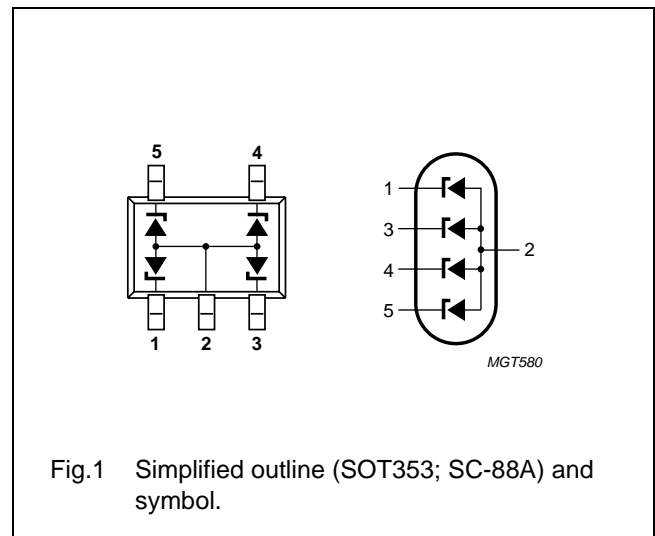 5 4
1 2 3
1
3
2
4
5
MGT580
Fig.1 Simplified outline (SOT353; SC-88A) and
symbol.